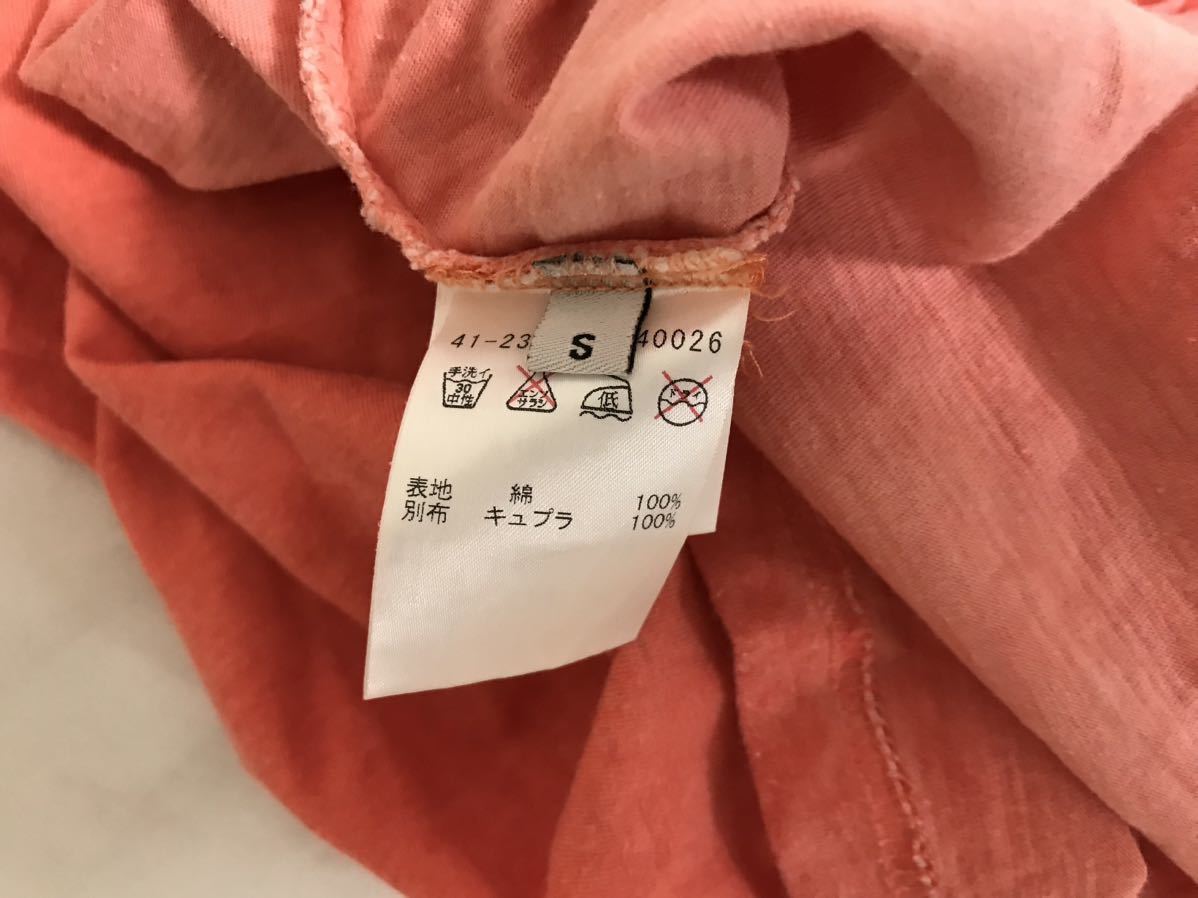 41-23 S 40026
手洗イ 30 中性
エンソ サラシ
低
ドライ
表地 綿 100%
別布 キュプラ 100%